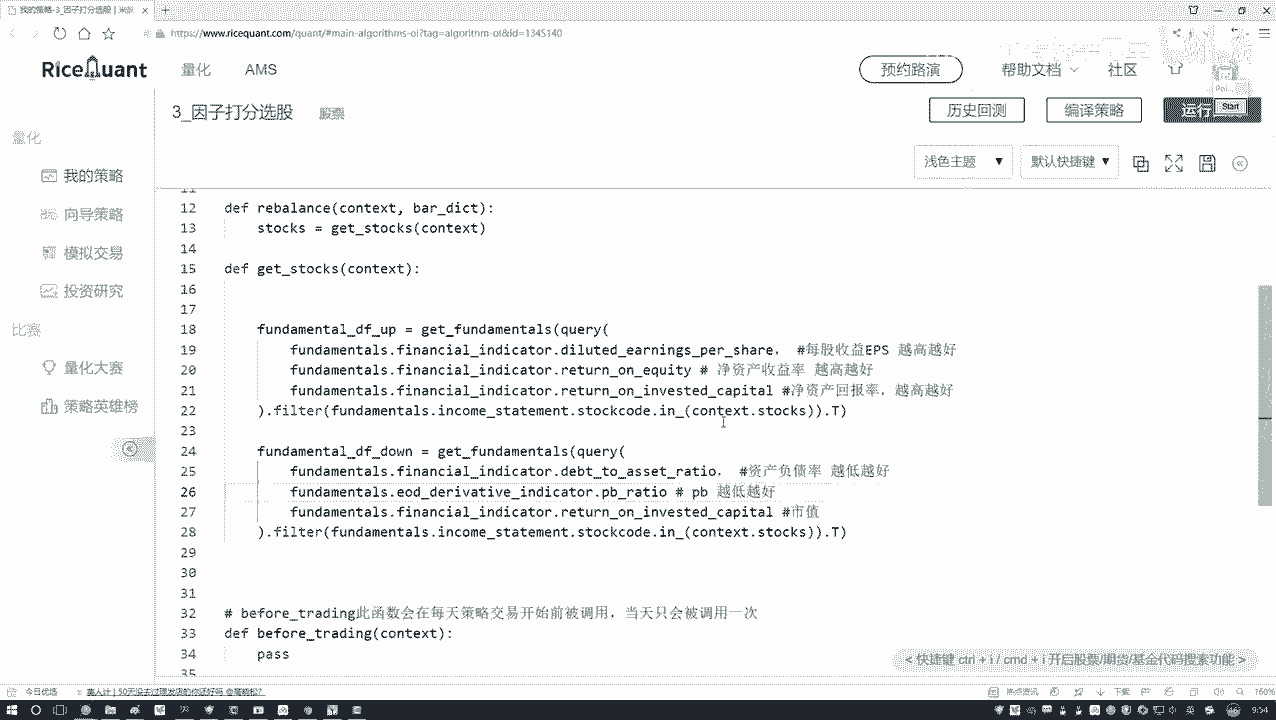 我的策略-3_因子打分选股 | 米筐
https://www.ricequant.com/quant/#main-algorithms-ol?tag=algorithm-ol&id=1345140
RiceQuant 量化 AMS 预约路演 帮助文档 社区
3_因子打分选股 股票 历史回测 编译策略 运行 Start
浅色主题 默认快捷键
量化
我的策略
向导策略
模拟交易
投资研究
比赛
量化大赛
策略英雄榜
11
12 def rebalance(context, bar_dict):
13 stocks = get_stocks(context)
14
15 def get_stocks(context):
16
17
18 fundamental_df_up = get_fundamentals(query(
19 fundamentals.financial_indicator.diluted_earnings_per_share, #每股收益EPS 越高越好
20 fundamentals.financial_indicator.return_on_equity # 净资产收益率 越高越好
21 fundamentals.financial_indicator.return_on_invested_capital #净资产回报率，越高越好
22 ).filter(fundamentals.income_statement.stockcode.in_(context.stocks)).T)
23
24 fundamental_df_down = get_fundamentals(query(
25 fundamentals.financial_indicator.debt_to_asset_ratio, #资产负债率 越低越好
26 fundamentals.eod_derivative_indicator.pb_ratio # pb 越低越好
27 fundamentals.financial_indicator.return_on_invested_capital #市值
28 ).filter(fundamentals.income_statement.stockcode.in_(context.stocks)).T)
29
30
31
32 # before_trading此函数会在每天策略交易开始前被调用，当天只会被调用一次
33 def before_trading(context):
34 pass
35
< 快捷键 ctrl + i / cmd + i 开启股票/期货/基金代码搜索功能 >
今日优选 热点资讯 下载 160%
9:54